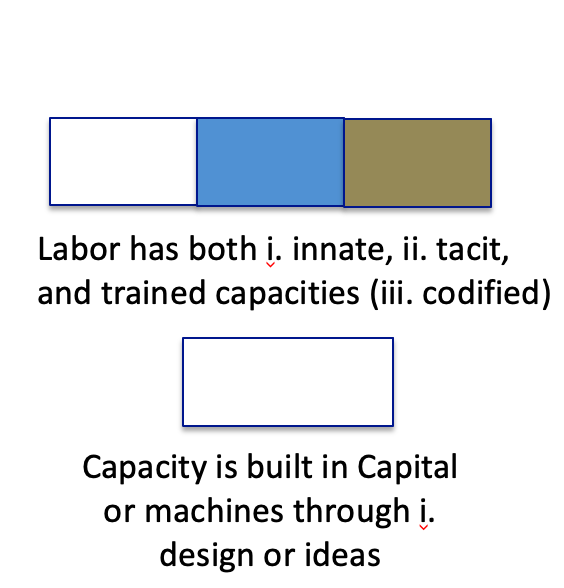 Labor has both i. innate, ii. tacit,
and trained capacities (iii. codified)
Capacity is built in Capital
or machines through i.
design or ideas